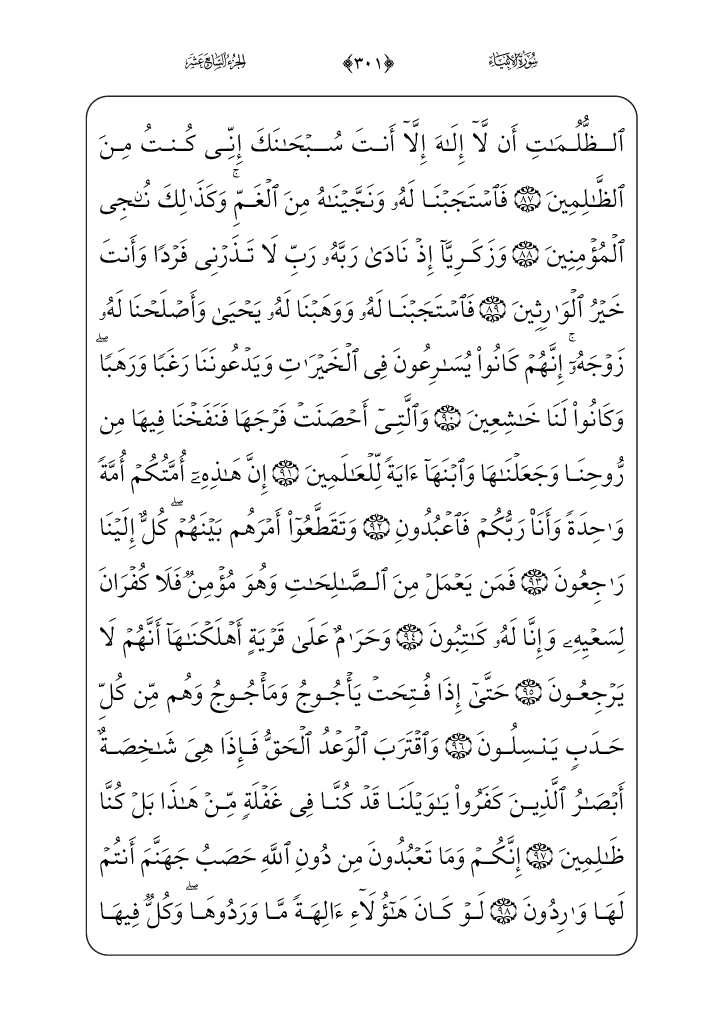 سُورَةُ الأَنْبِيَاء ﴿٣٠١﴾ الجُزْءُ السَّابِعَ عَشَر
ٱلظُّلُمَٰتِ أَن لَّآ إِلَٰهَ إِلَّآ أَنتَ سُبۡحَٰنَكَ إِنِّي كُنتُ مِنَ
ٱلظَّٰلِمِينَ ٨٧ فَٱسۡتَجَبۡنَا لَهُۥ وَنَجَّيۡنَٰهُ مِنَ ٱلۡغَمِّۚ وَكَذَٰلِكَ نُـۨجِي
ٱلۡمُؤۡمِنِينَ ٨٨ وَزَكَرِيَّآ إِذۡ نَادَىٰ رَبَّهُۥ رَبِّ لَا تَذَرۡنِي فَرۡدٗا وَأَنتَ
خَيۡرُ ٱلۡوَٰرِثِينَ ٨٩ فَٱسۡتَجَبۡنَا لَهُۥ وَوَهَبۡنَا لَهُۥ يَحۡيَىٰ وَأَصۡلَحۡنَا لَهُۥ
زَوۡجَهُۥٓۚ إِنَّهُمۡ كَانُواْ يُسَٰرِعُونَ فِي ٱلۡخَيۡرَٰتِ وَيَدۡعُونَنَا رَغَبٗا وَرَهَبٗاۖ
وَكَانُواْ لَنَا خَٰشِعِينَ ٩٠ وَٱلَّتِيٓ أَحۡصَنَتۡ فَرۡجَهَا فَنَفَخۡنَا فِيهَا مِن
رُّوحِنَا وَجَعَلۡنَٰهَا وَٱبۡنَهَآ ءَايَةٗ لِّلۡعَٰلَمِينَ ٩١ إِنَّ هَٰذِهِۦٓ أُمَّتُكُمۡ أُمَّةٗ
وَٰحِدَةٗ وَأَنَا۠ رَبُّكُمۡ فَٱعۡبُدُونِ ٩٢ وَتَقَطَّعُوٓاْ أَمۡرَهُم بَيۡنَهُمۡۖ كُلٌّ إِلَيۡنَا
رَٰجِعُونَ ٩٣ فَمَن يَعۡمَلۡ مِنَ ٱلصَّٰلِحَٰتِ وَهُوَ مُؤۡمِنٞ فَلَا كُفۡرَانَ
لِسَعۡيِهِۦ وَإِنَّا لَهُۥ كَٰتِبُونَ ٩٤ وَحَرَٰمٌ عَلَىٰ قَرۡيَةٍ أَهۡلَكۡنَٰهَآ أَنَّهُمۡ لَا
يَرۡجِعُونَ ٩٥ حَتَّىٰٓ إِذَا فُتِحَتۡ يَأۡجُوجُ وَمَأۡجُوجُ وَهُم مِّن كُلِّ
حَدَبٖ يَنسِلُونَ ٩٦ وَٱقۡتَرَبَ ٱلۡوَعۡدُ ٱلۡحَقُّ فَإِذَا هِيَ شَٰخِصَةٌ
أَبۡصَٰرُ ٱلَّذِينَ كَفَرُواْ يَٰوَيۡلَنَا قَدۡ كُنَّا فِي غَفۡلَةٖ مِّنۡ هَٰذَا بَلۡ كُنَّا
ظَٰلِمِينَ ٩٧ إِنَّكُمۡ وَمَا تَعۡبُدُونَ مِن دُونِ ٱللَّهِ حَصَبُ جَهَنَّمَ أَنتُمۡ
لَهَا وَٰرِدُونَ ٩٨ لَوۡ كَانَ هَٰٓؤُلَآءِ ءَالِهَةٗ مَّا وَرَدُوهَاۖ وَكُلّٞ فِيهَا